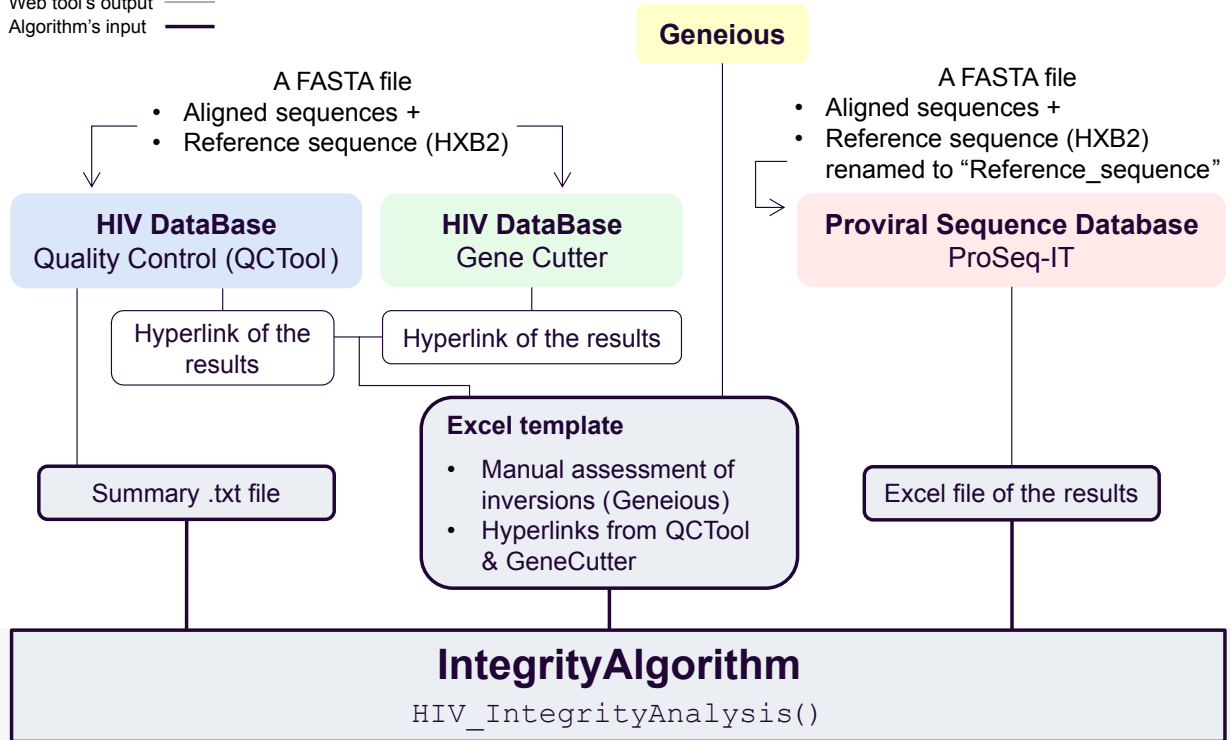 Web tool's output
Algorithm's input
Geneious
A FASTA file
• Aligned sequences +
• Reference sequence (HXB2)
A FASTA file
• Aligned sequences +
• Reference sequence (HXB2)
renamed to “Reference_sequence”
HIV DataBase
Quality Control (QCTool)
HIV DataBase
Gene Cutter
Proviral Sequence Database
ProSeq-IT
Hyperlink of the
results
Hyperlink of the results
Excel template
• Manual assessment of
inversions (Geneious)
• Hyperlinks from QCTool
& GeneCutter
Summary .txt file
Excel file of the results
IntegrityAlgorithm
HIV_IntegrityAnalysis()